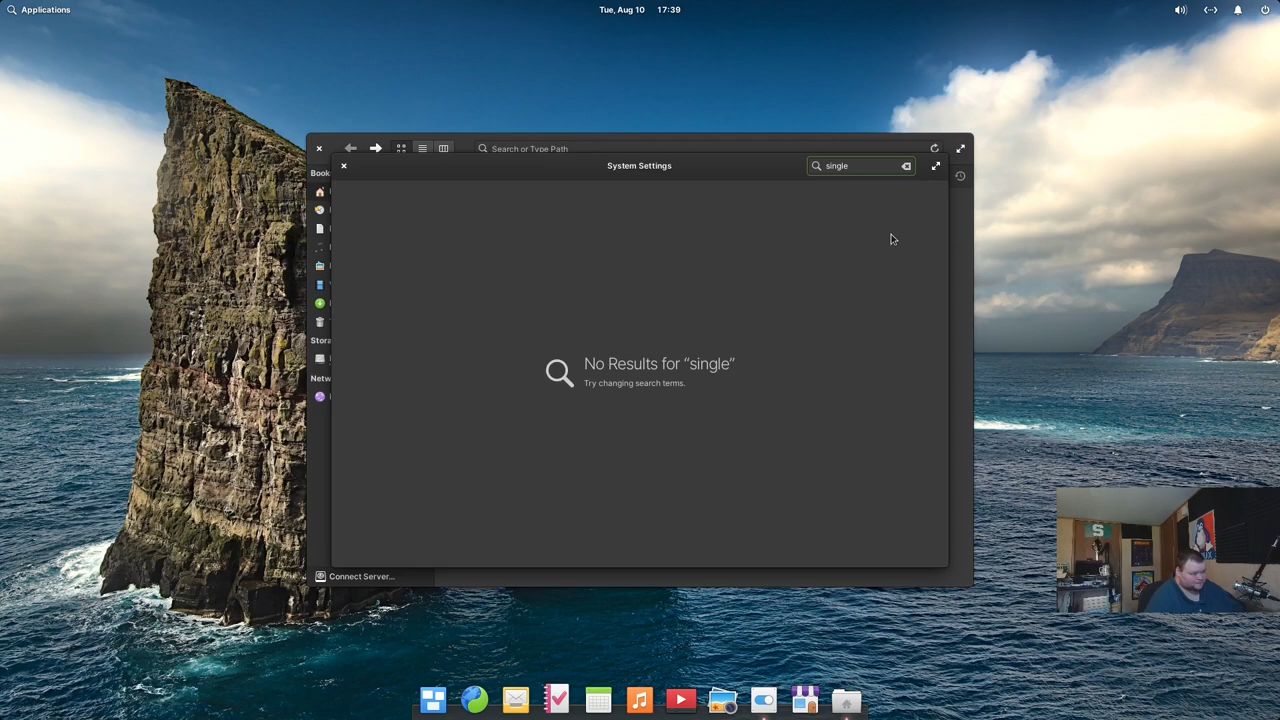 Applications
Tue, Aug 10 17:39
Search or Type Path
System Settings
single
Book
No Results for “single”
Try changing search terms.
Stora
Netw
Connect Server...